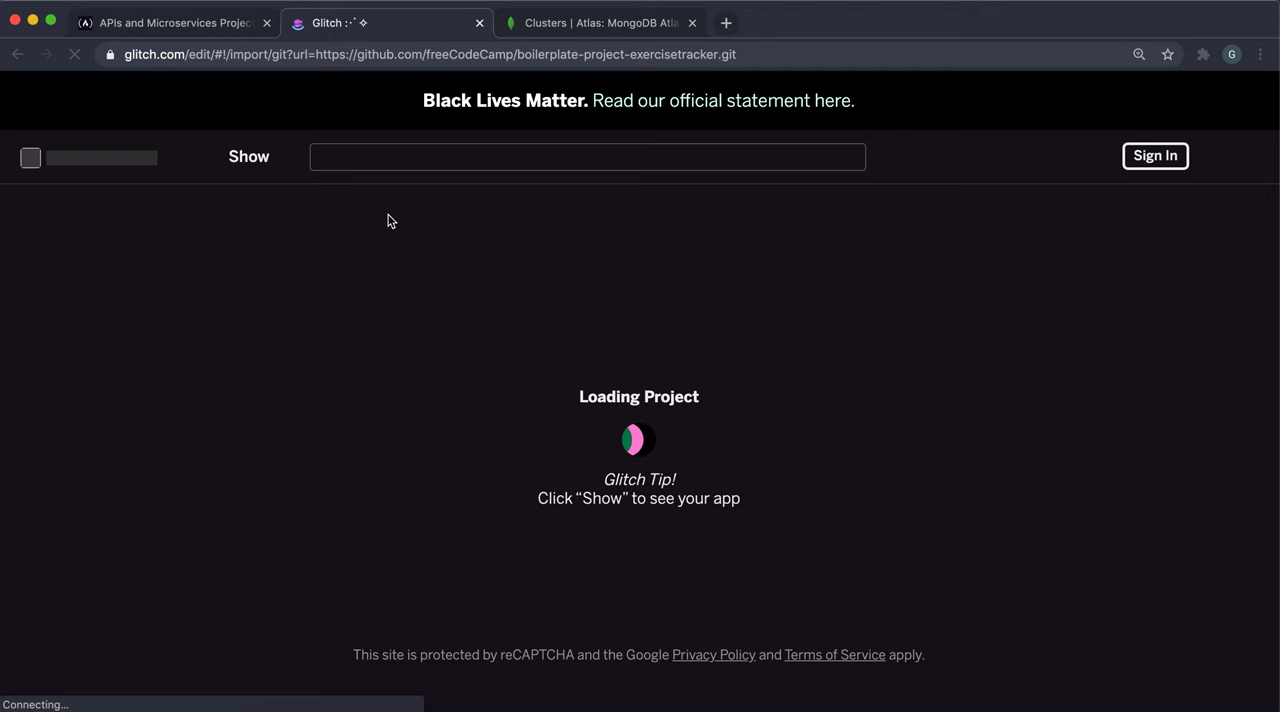 APIs and Microservices Project
Glitch :･ﾟ✧
Clusters | Atlas: MongoDB Atla
glitch.com/edit/#!/import/git?url=https://github.com/freeCodeCamp/boilerplate-project-exercisetracker.git
G
Black Lives Matter. Read our official statement here.
Show
Sign In
Loading Project
Glitch Tip!
Click “Show” to see your app
This site is protected by reCAPTCHA and the Google Privacy Policy and Terms of Service apply.
Connecting...